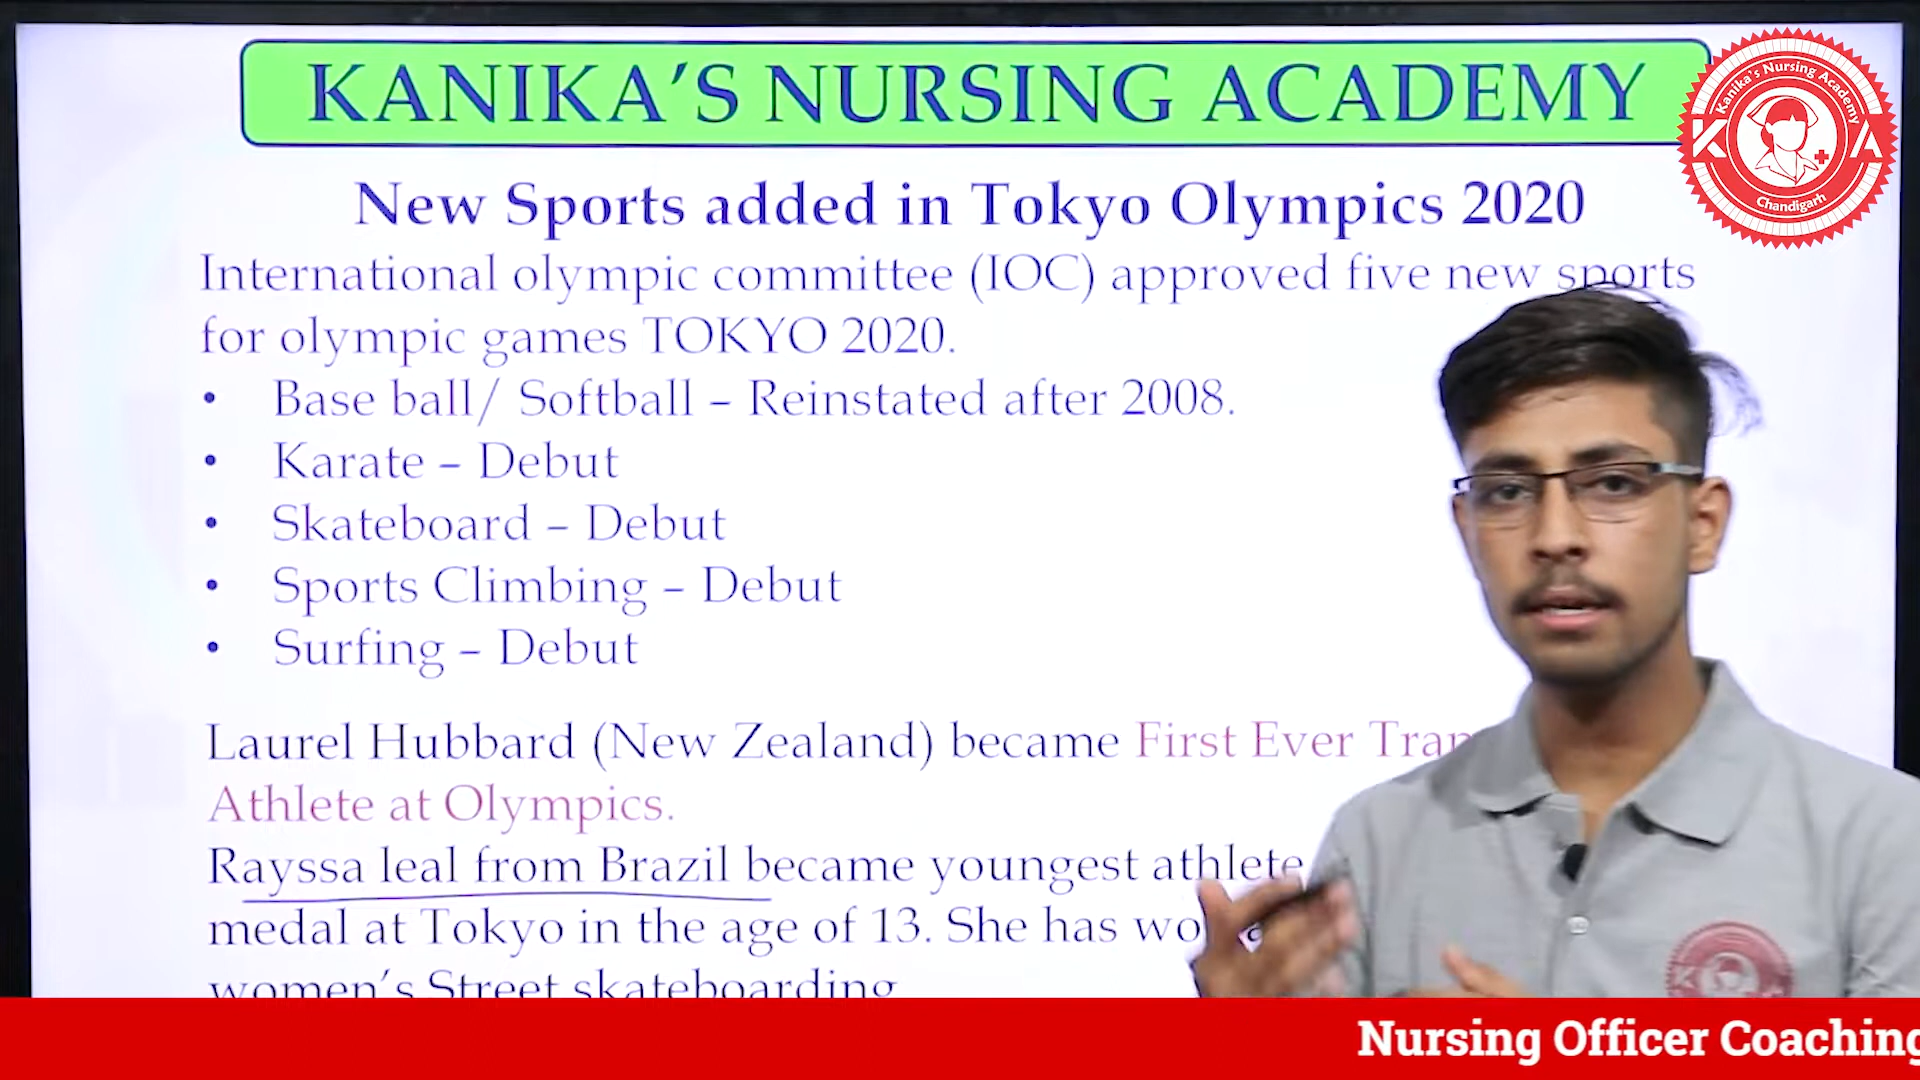 KANIKA'S NURSING ACADEMY
Kanika's Nursing Academy
K A
Chandigarh
New Sports added in Tokyo Olympics 2020
International olympic committee (IOC) approved five new sports
for olympic games TOKYO 2020.
• Base ball/ Softball – Reinstated after 2008.
• Karate – Debut
• Skateboard – Debut
• Sports Climbing – Debut
• Surfing – Debut
Laurel Hubbard (New Zealand) became First Ever
Athlete at Olympics.
Rayssa leal from Brazil became youngest athlete
medal at Tokyo in the age of 13. She has
women's Street skateboarding
Nursing Officer Coaching